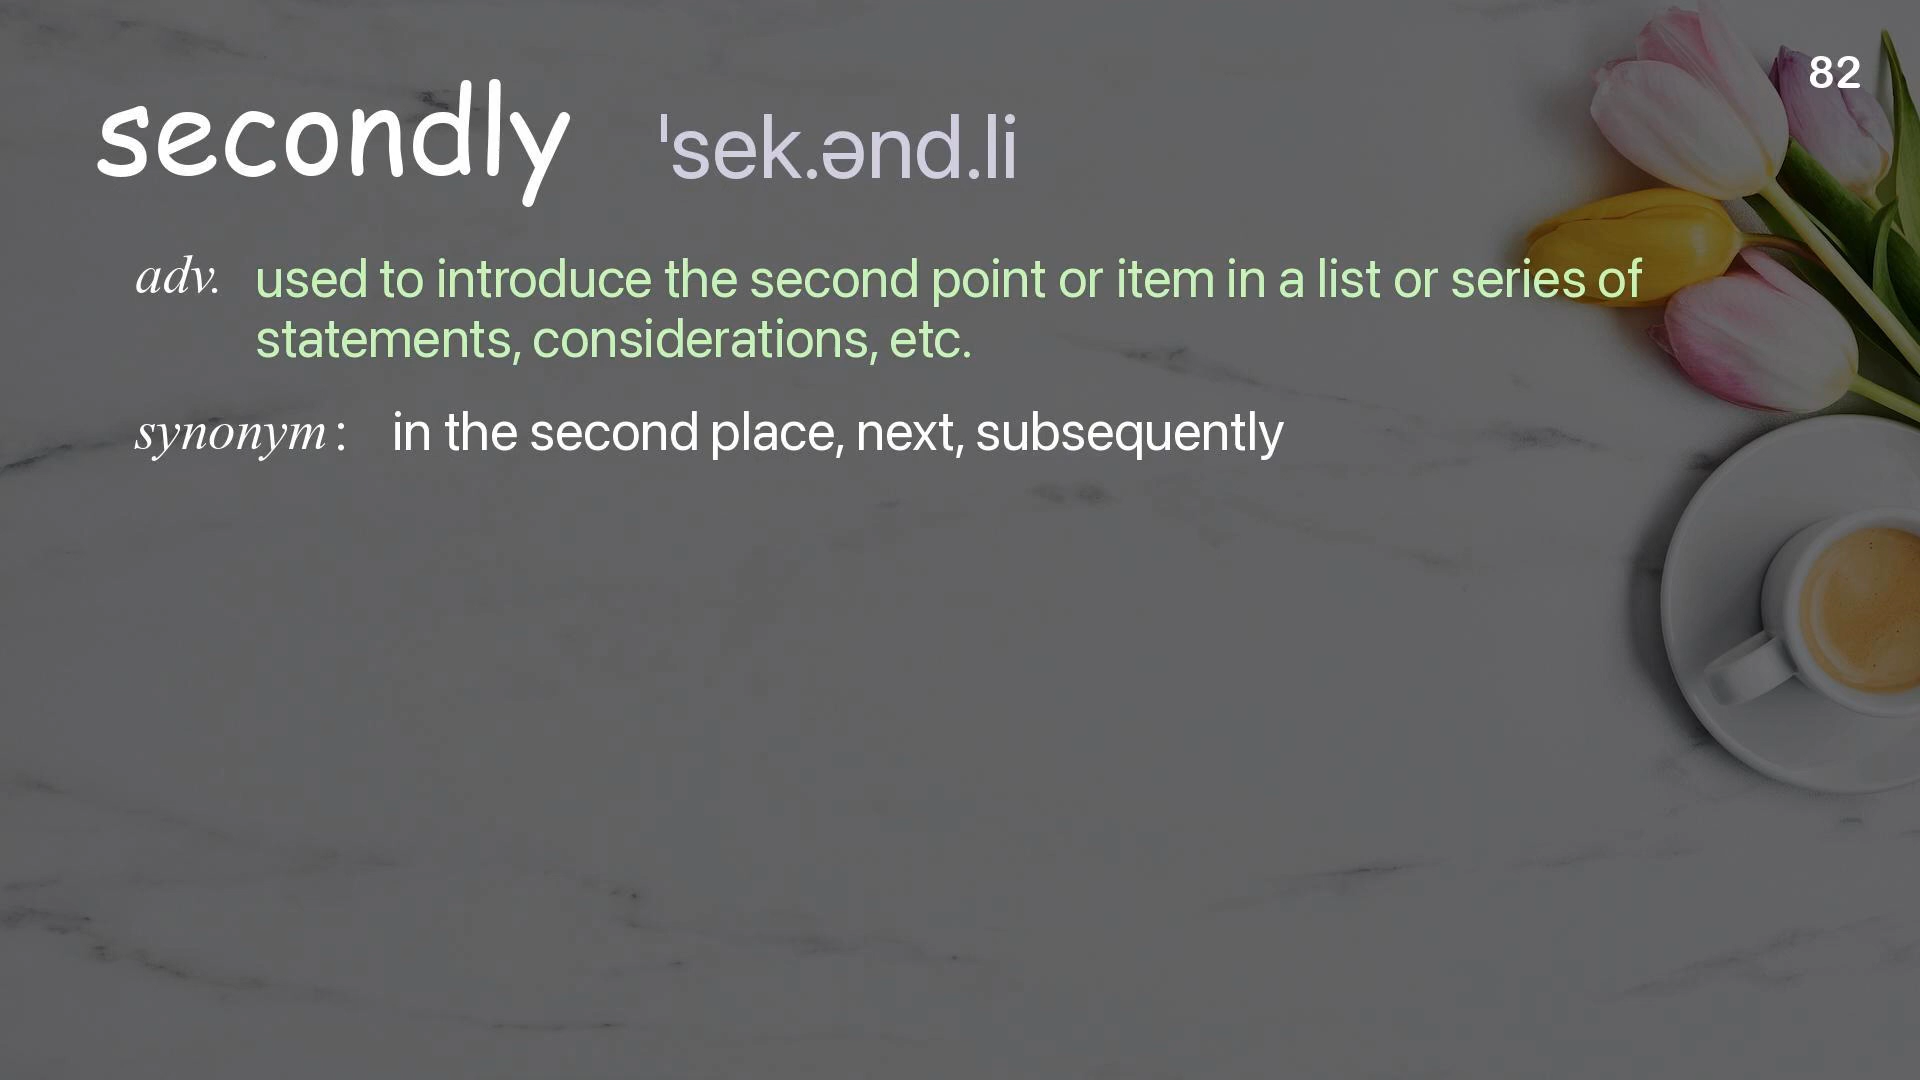 82
secondly ˈsek.ənd.li
adv. used to introduce the second point or item in a list or series of
statements, considerations, etc.
synonym: in the second place, next, subsequently